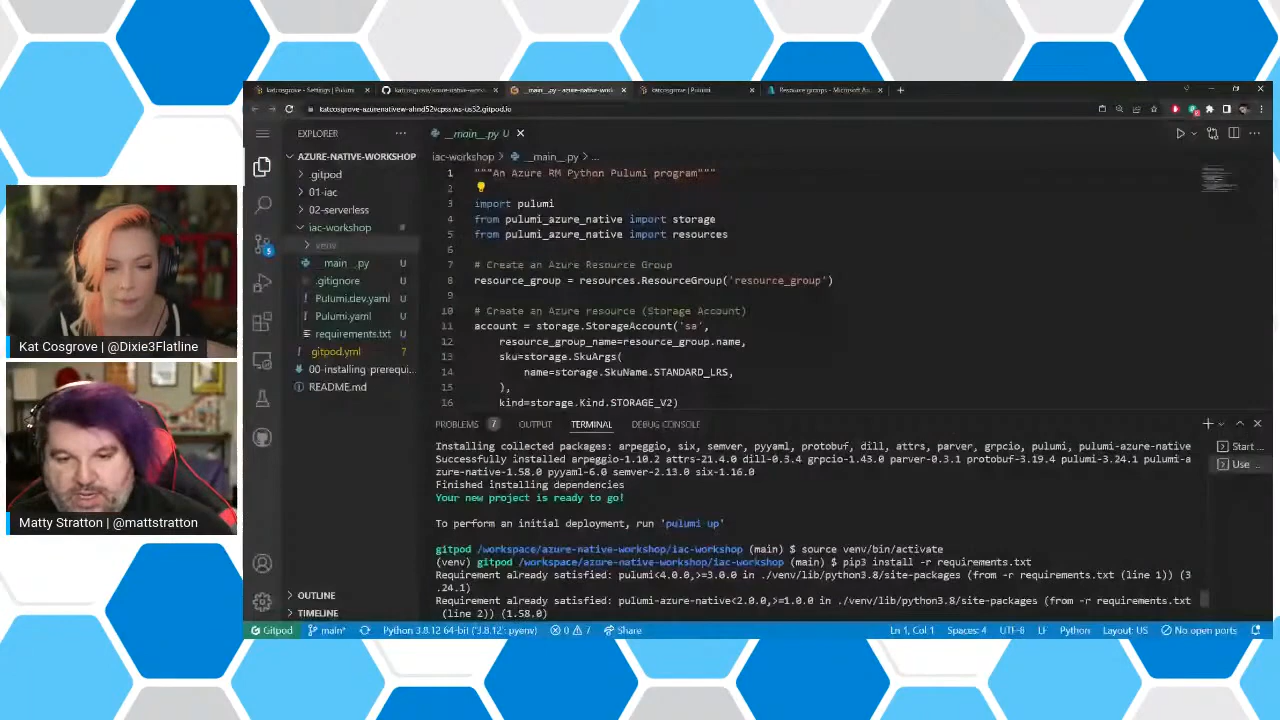 katcosgrove - Settings | Pulumi
katcosgrove/azure-native-work
__main__.py - azure-native-work
katcosgrove | Pulumi
Resource groups - Microsoft Az
EXPLORER
AZURE-NATIVE-WORKSHOP
.gitpod
01-iac
02-serverless
iac-workshop
venv
__main__.py U
.gitignore U
Pulumi.dev.yaml U
Pulumi.yaml U
requirements.txt U
gitpod.yml 7
00-installing prerequi...
README.md
OUTLINE
TIMELINE
5
__main__.py U
iac-workshop > __main__.py > ...
1 """An Azure RM Python Pulumi program"""
2
3 import pulumi
4 from pulumi_azure_native import storage
5 from pulumi_azure_native import resources
6
7 # Create an Azure Resource Group
8 resource_group = resources.ResourceGroup('resource_group')
9
10 # Create an Azure resource (Storage Account)
11 account = storage.StorageAccount('sa',
12 resource_group_name=resource_group.name,
13 sku=storage.SkuArgs(
14 name=storage.SkuName.STANDARD_LRS,
15 ),
16 kind=storage.Kind.STORAGE_V2)
PROBLEMS 7 OUTPUT TERMINAL DEBUG CONSOLE
Installing collected packages: arpeggio, six, semver, pyyaml, protobuf, dill, attrs, parver, grpcio, pulumi, pulumi-azure-native
Successfully installed arpeggio-1.10.2 attrs-21.4.0 dill-0.3.4 grpcio-1.43.0 parver-0.3.1 protobuf-3.19.4 pulumi-3.24.1 pulumi-a
zure-native-1.58.0 pyyaml-6.0 semver-2.13.0 six-1.16.0
Finished installing dependencies
Your new project is ready to go!
To perform an initial deployment, run 'pulumi up'
gitpod /workspace/azure-native-workshop/iac-workshop (main) $ source venv/bin/activate
(venv) gitpod /workspace/azure-native-workshop/iac-workshop (main) $ pip3 install -r requirements.txt
Requirement already satisfied: pulumi<4.0.0,>=3.0.0 in ./venv/lib/python3.8/site-packages (from -r requirements.txt (line 1)) (3
.24.1)
Requirement already satisfied: pulumi-azure-native<2.0.0,>=1.0.0 in ./venv/lib/python3.8/site-packages (from -r requirements.txt
(line 2)) (1.58.0)
Start ...
Use ...
Gitpod main* Python 3.8.12 64-bit ('3.8.12': pyenv) 0 7 Share Ln 1, Col 1 Spaces: 4 UTF-8 LF Python Layout: US No open ports
Kat Cosgrove | @Dixie3Flatline
Matty Stratton | @mattstratton